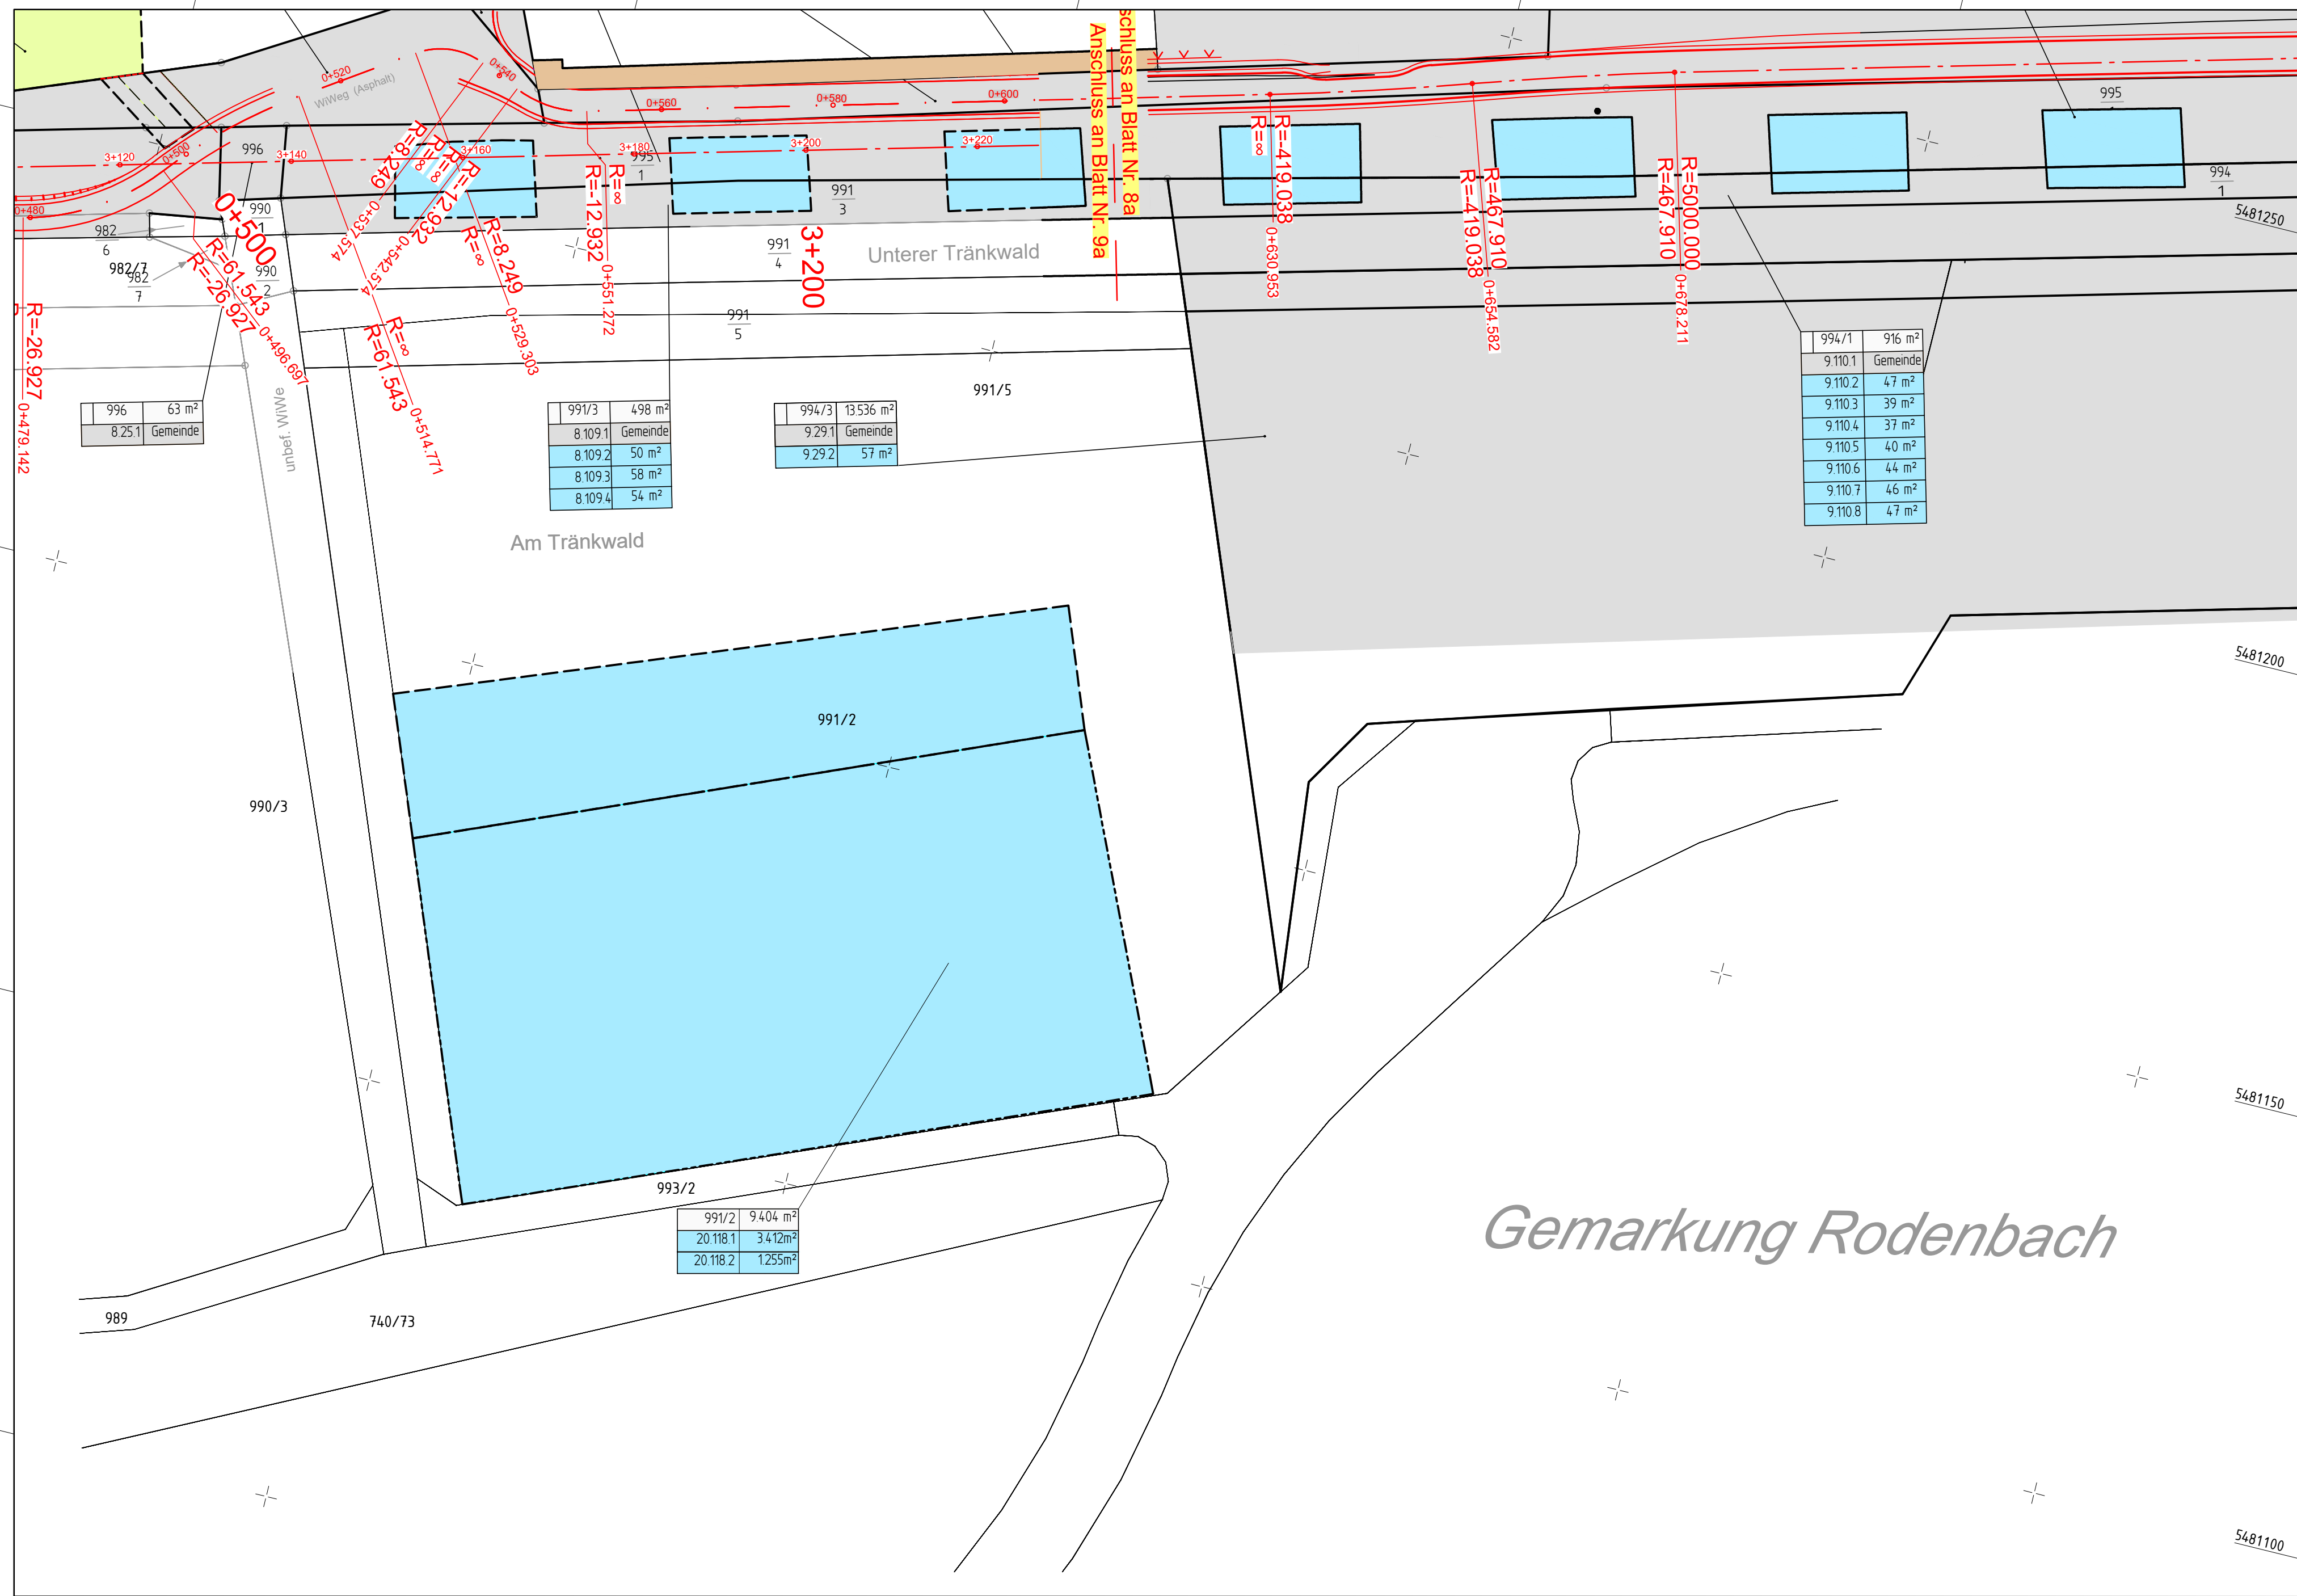 Anschluss an Blatt Nr. 9a
schluss an Blatt Nr. 8a
0+520
0+540
WiWeg (Asphalt)
0+560
0+580
0+600
995
3+120
0+500
996
3+140
3+160
3+180
995
1
3+200
3+220
994
1
0+480
982
6
982/7
982
7
990
1
990
2
991
3
991
4
991
5
Unterer Tränkwald
5481250
0+5000
3+200
R=8.249
R=∞
R=∞
R=-12.932
0+537.574
0+542.574
R=∞
R=8.249
0+529.303
R=-12.932
R=∞
0+551.272
R=61.543
R=-26.927
0+496.697
R=∞
R=61.543
0+514.771
R=-26.927
0+479.142
R=∞
R=-419.038
0+630.953
R=-419.038
R=467.910
0+654.582
R=467.910
R=5000.000
0+678.211
unbef. WiWe
996 63 m²
8.25.1 Gemeinde
991/3 498 m²
8.109.1 Gemeinde
8.109.2 50 m²
8.109.3 58 m²
8.109.4 54 m²
994/3 13.536 m²
9.29.1 Gemeinde
9.29.2 57 m²
991/5
994/1 916 m²
9.110.1 Gemeinde
9.110.2 47 m²
9.110.3 39 m²
9.110.4 37 m²
9.110.5 40 m²
9.110.6 44 m²
9.110.7 46 m²
9.110.8 47 m²
Am Tränkwald
5481200
991/2
990/3
5481150
993/2
991/2 9.404 m²
20.118.1 3.412m²
20.118.2 1.255m²
Gemarkung Rodenbach
989
740/73
5481100